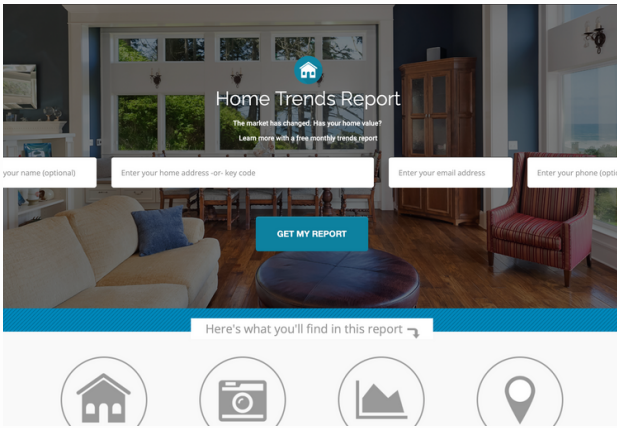 Home Trends Report
The market has changed. Has your home value?
Learn more with a free monthly trends report
your name (optional)
Enter your home address -or- key code
Enter your email address
Enter your phone (optio
GET MY REPORT
Here's what you'll find in this report